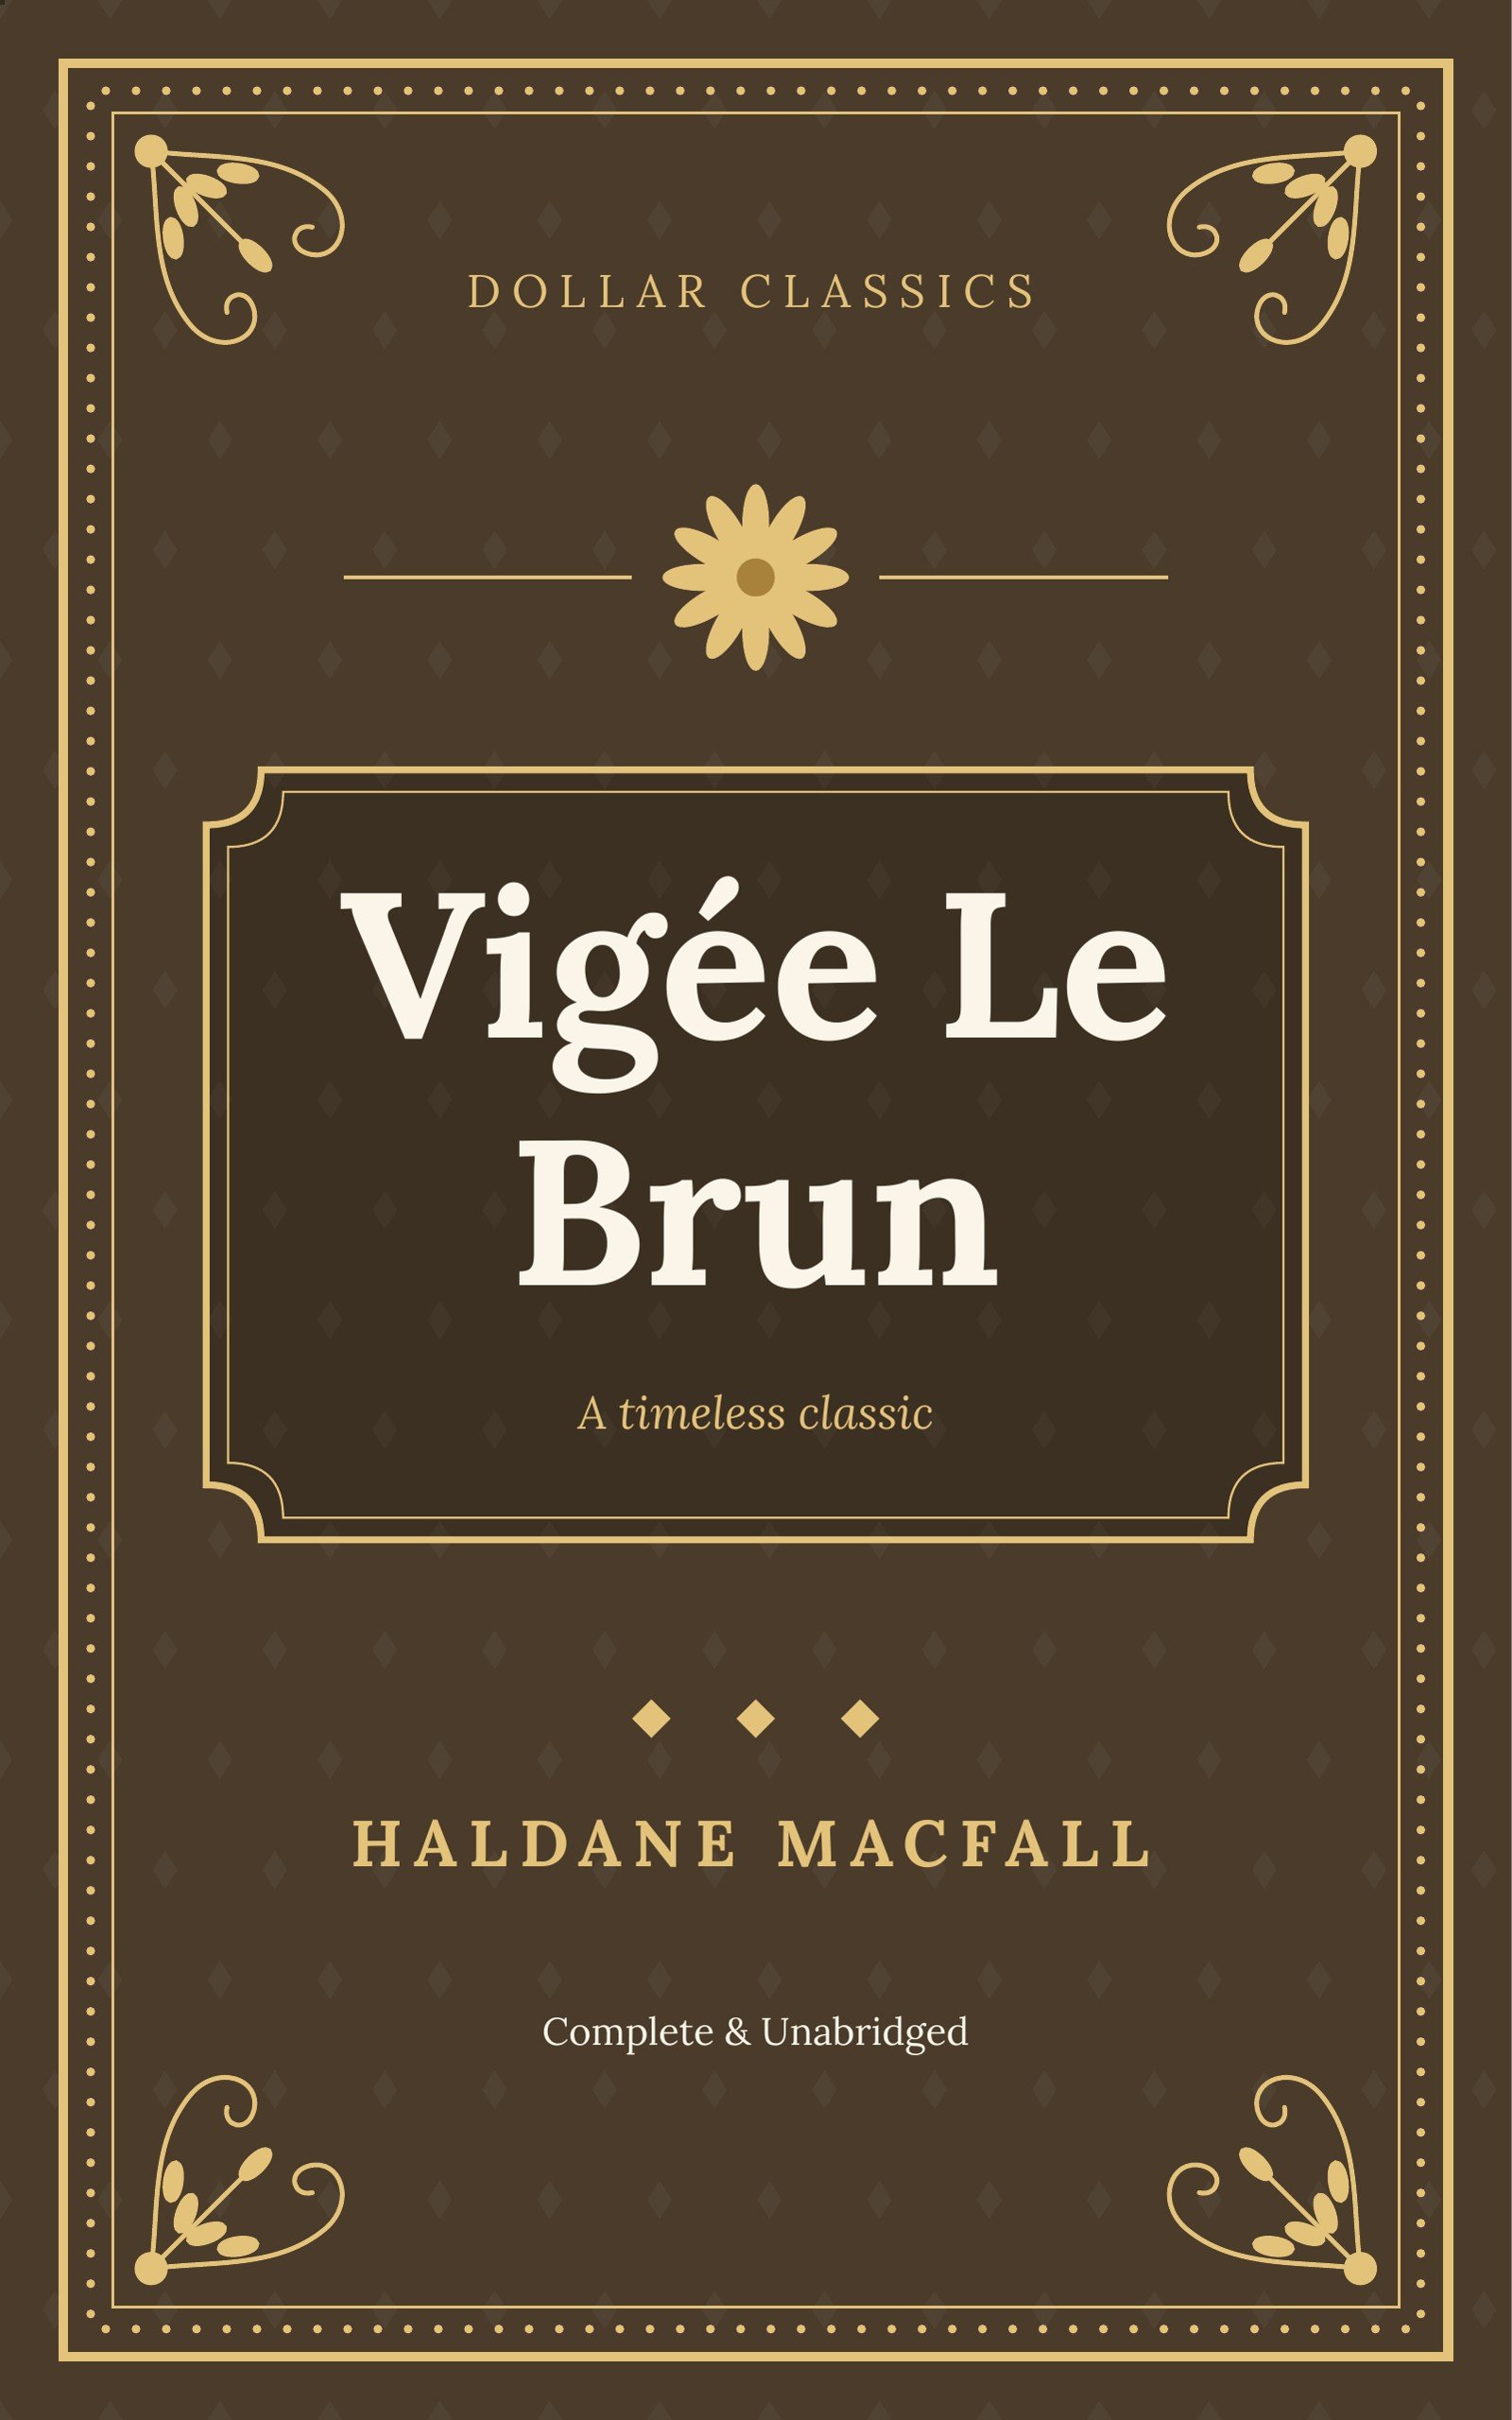 DOLLAR CLASSICS
Vigée Le
Brun
A timeless classic
HALDANE MACFALL
Complete & Unabridged